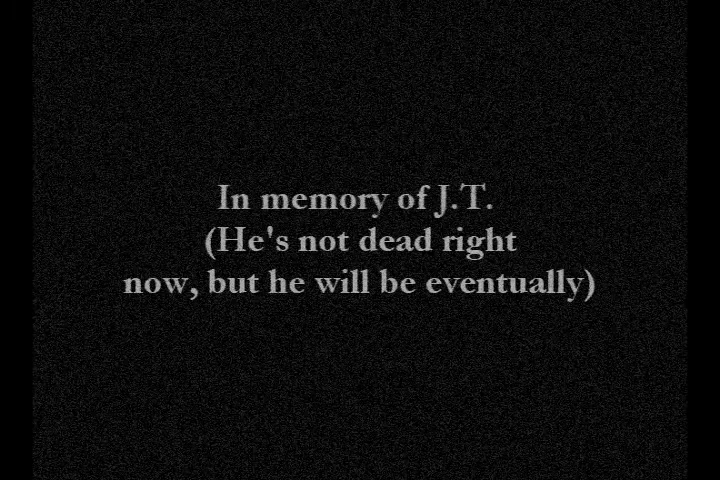 In memory of J.T.
(He's not dead right
now, but he will be eventually)